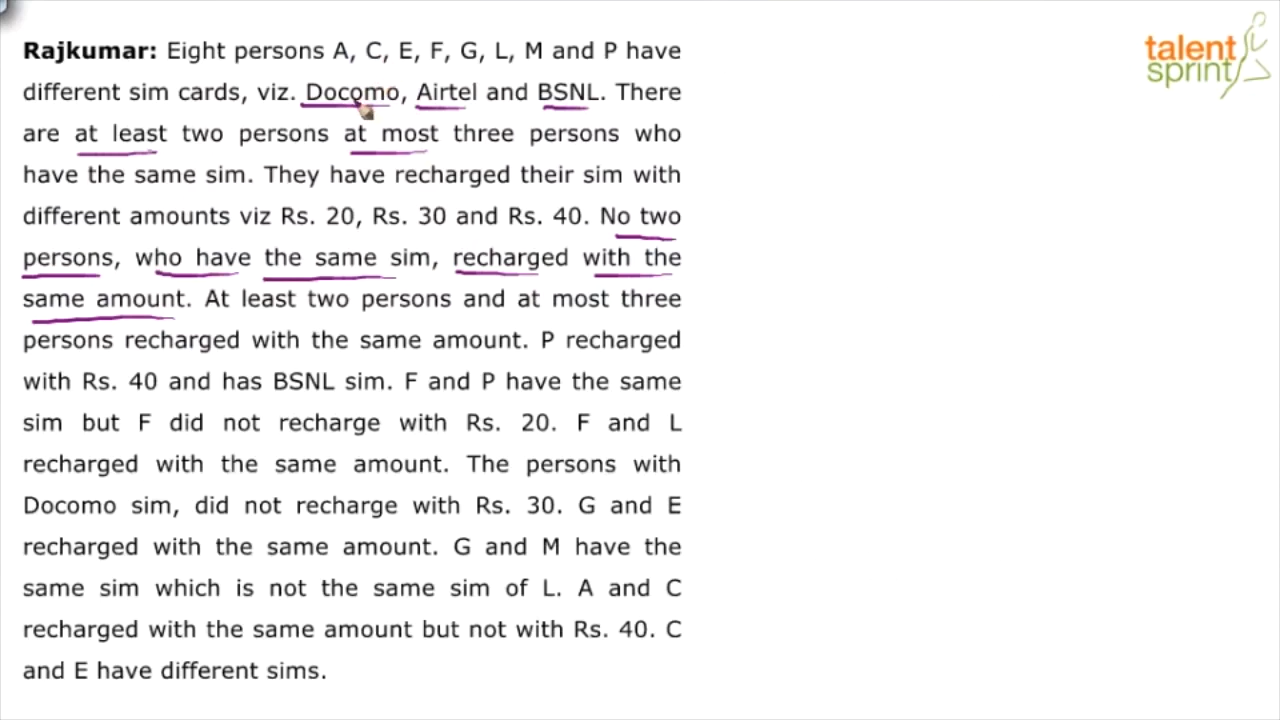 talent
sprint
Rajkumar: Eight persons A, C, E, F, G, L, M and P have
different sim cards, viz. Docomo, Airtel and BSNL. There
are at least two persons at most three persons who
have the same sim. They have recharged their sim with
different amounts viz Rs. 20, Rs. 30 and Rs. 40. No two
persons, who have the same sim, recharged with the
same amount. At least two persons and at most three
persons recharged with the same amount. P recharged
with Rs. 40 and has BSNL sim. F and P have the same
sim but F did not recharge with Rs. 20. F and L
recharged with the same amount. The persons with
Docomo sim, did not recharge with Rs. 30. G and E
recharged with the same amount. G and M have the
same sim which is not the same sim of L. A and C
recharged with the same amount but not with Rs. 40. C
and E have different sims.